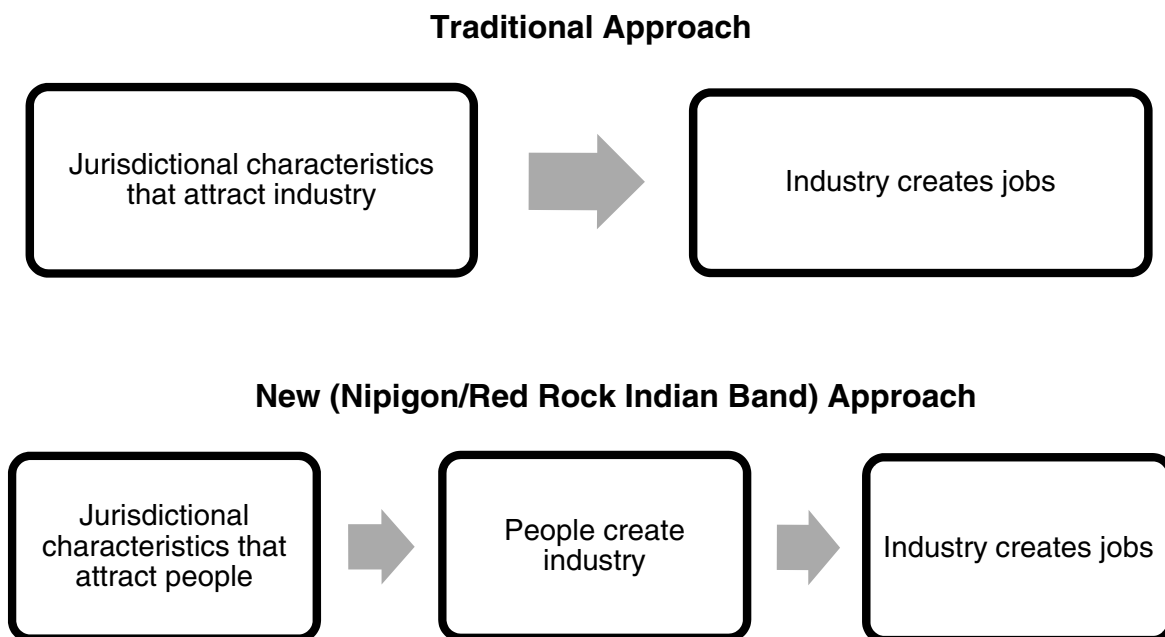 Traditional Approach
Jurisdictional characteristics
that attract industry
Industry creates jobs
New (Nipigon/Red Rock Indian Band) Approach
Jurisdictional
characteristics that
attract people
People create
industry
Industry creates jobs